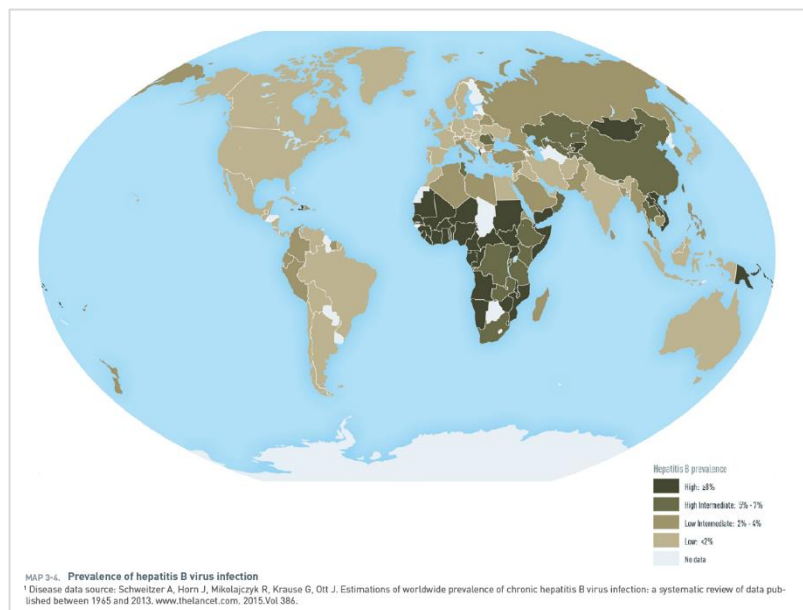 Hepatitis B prevalence
High: ≥8%
High Intermediate: 5% - 7%
Low Intermediate: 2% - 4%
Low: <2%
No data
MAP 3-4. Prevalence of hepatitis B virus infection
¹ Disease data source: Schweitzer A, Horn J, Mikolajczyk R, Krause G, Ott J. Estimations of worldwide prevalence of chronic hepatitis B virus infection: a systematic review of data pub-
lished between 1965 and 2013. www.thelancet.com. 2015.Vol 386.